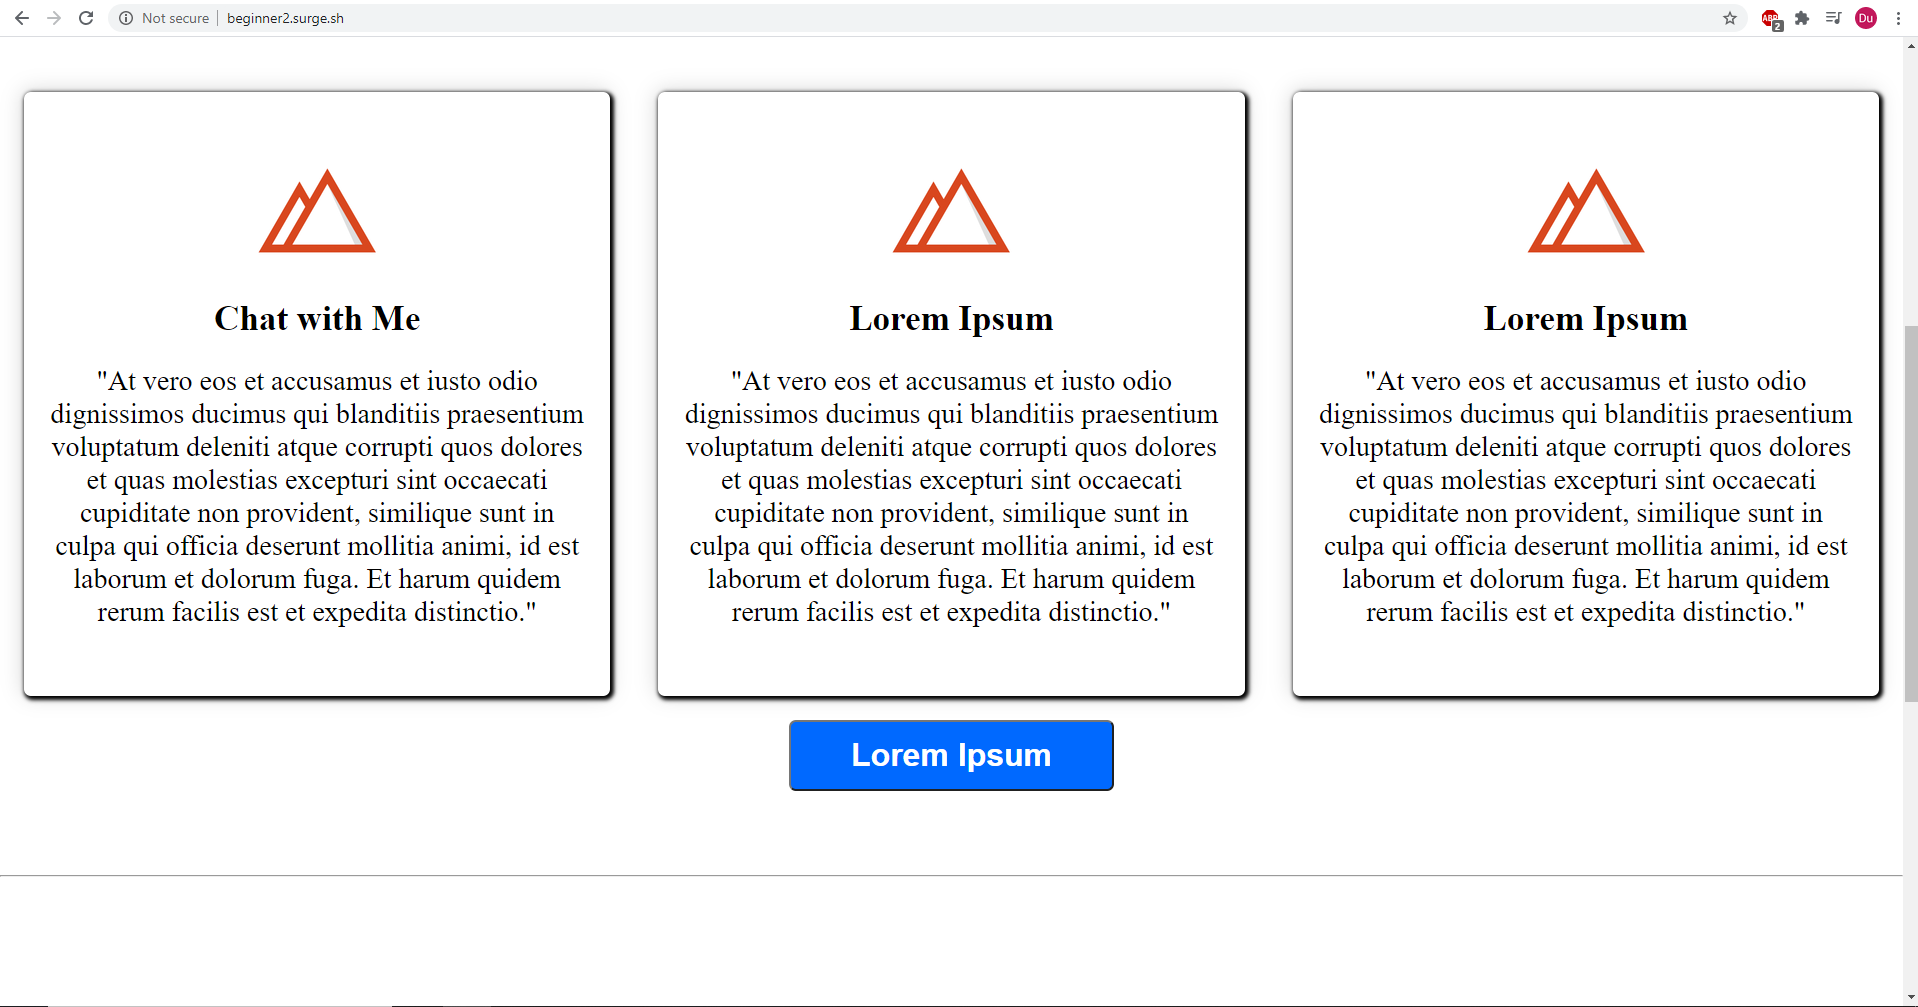 Not secure
beginner2.surge.sh
ABP
2
Du
Chat with Me
"At vero eos et accusamus et iusto odio
dignissimos ducimus qui blanditiis praesentium
voluptatum deleniti atque corrupti quos dolores
et quas molestias excepturi sint occaecati
cupiditate non provident, similique sunt in
culpa qui officia deserunt mollitia animi, id est
laborum et dolorum fuga. Et harum quidem
rerum facilis est et expedita distinctio."
Lorem Ipsum
"At vero eos et accusamus et iusto odio
dignissimos ducimus qui blanditiis praesentium
voluptatum deleniti atque corrupti quos dolores
et quas molestias excepturi sint occaecati
cupiditate non provident, similique sunt in
culpa qui officia deserunt mollitia animi, id est
laborum et dolorum fuga. Et harum quidem
rerum facilis est et expedita distinctio."
Lorem Ipsum
"At vero eos et accusamus et iusto odio
dignissimos ducimus qui blanditiis praesentium
voluptatum deleniti atque corrupti quos dolores
et quas molestias excepturi sint occaecati
cupiditate non provident, similique sunt in
culpa qui officia deserunt mollitia animi, id est
laborum et dolorum fuga. Et harum quidem
rerum facilis est et expedita distinctio."
Lorem Ipsum